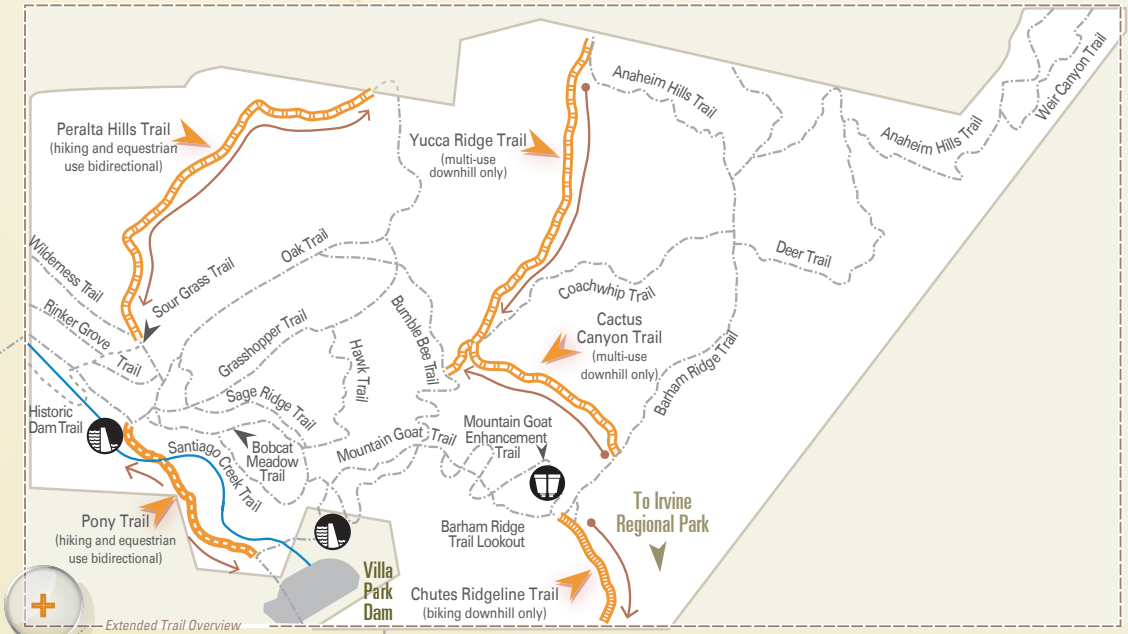 Anaheim Hills
Trail
Weir Canyon Trail
Peralta Hills Trail
(hiking and equestrian
use bidirectional)
Yucca Ridge Trail
(multi-use
downhill only)
Anaheim Hills Trail
Wilderness Trail
Sour Grass Trail
Oak Trail
Deer Trail
Coachwhip Trail
Rinker Grove
Trail
Grasshopper Trail
Hawk Trail
Bumble Bee Trail
Cactus
Canyon Trail
(multi-use
downhill only)
Barham Ridge Trail
Historic
Dam Trail
Sage Ridge Trail
Mountain Goat Trail
Mountain Goat
Enhancement
Trail
Santiago Creek Trail
Bobcat
Meadow
Trail
To Irvine
Regional Park
Pony Trail
(hiking and equestrian
use bidirectional)
Barham Ridge
Trail Lookout
Villa
Park
Dam
Chutes Ridgeline Trail
(biking downhill only)
Extended Trail Overview